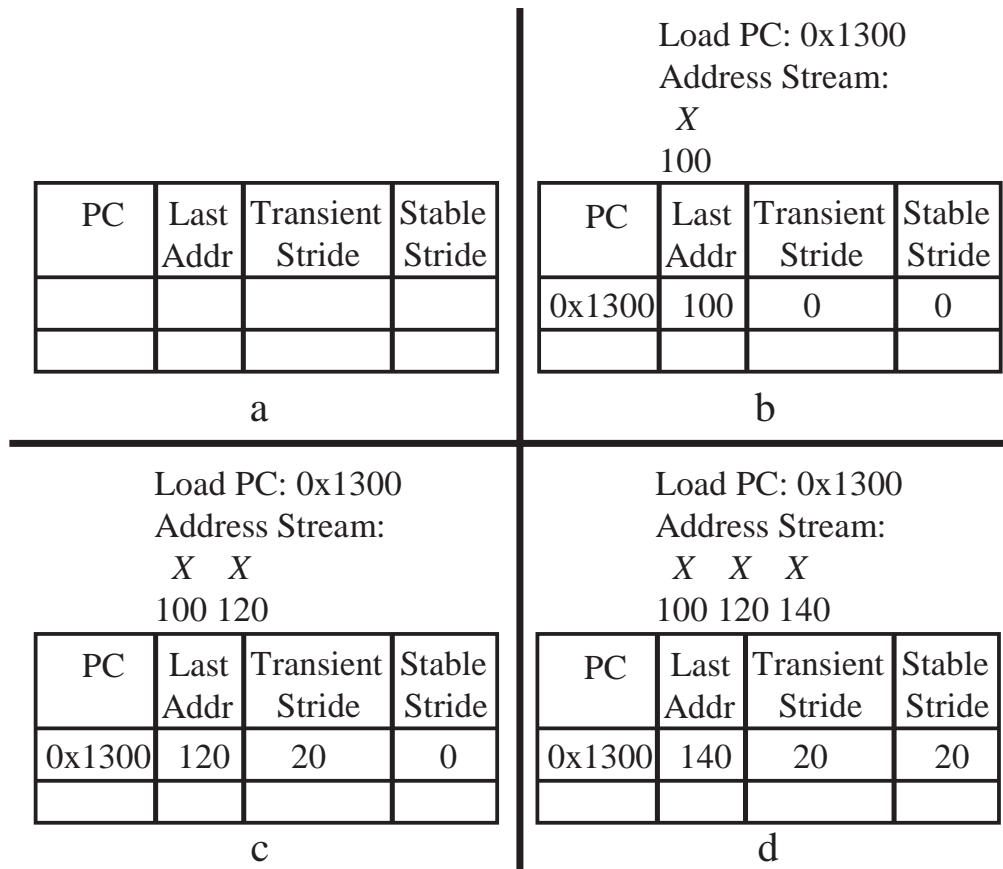 PC Last Transient Stable
Addr Stride Stride
a
Load PC: 0x1300
Address Stream:
X
100
PC Last Transient Stable
Addr Stride Stride
0x1300 100 0 0
b
Load PC: 0x1300
Address Stream:
X X
100 120
PC Last Transient Stable
Addr Stride Stride
0x1300 120 20 0
c
Load PC: 0x1300
Address Stream:
X X X
100 120 140
PC Last Transient Stable
Addr Stride Stride
0x1300 140 20 20
d